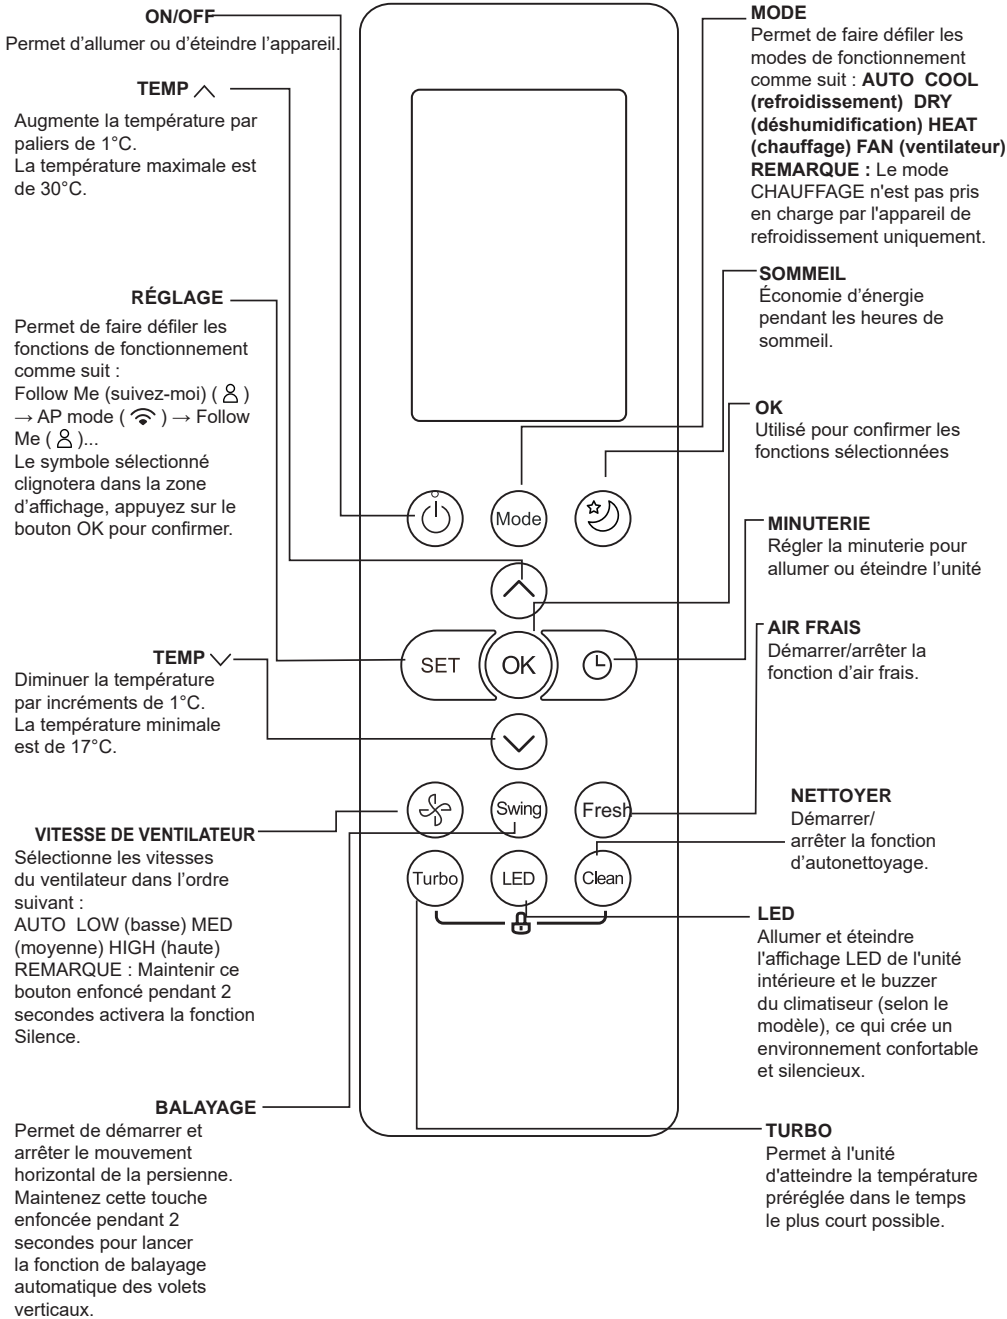 ON/OFF
Permet d’allumer ou d’éteindre l’appareil.
TEMP
Augmente la température par
paliers de 1°C.
La température maximale est
de 30°C.
RÉGLAGE
Permet de faire défiler les
fonctions de fonctionnement
comme suit :
Follow Me (suivez-moi) ( )
→ AP mode ( ) → Follow
Me ( )...
Le symbole sélectionné
clignotera dans la zone
d’affichage, appuyez sur le
bouton OK pour confirmer.
TEMP
Diminuer la température
par incréments de 1°C.
La température minimale
est de 17°C.
VITESSE DE VENTILATEUR
Sélectionne les vitesses
du ventilateur dans l’ordre
suivant :
AUTO LOW (basse) MED
(moyenne) HIGH (haute)
REMARQUE : Maintenir ce
bouton enfoncé pendant 2
secondes activera la fonction
Silence.
BALAYAGE
Permet de démarrer et
arrêter le mouvement
horizontal de la persienne.
Maintenez cette touche
enfoncée pendant 2
secondes pour lancer
la fonction de balayage
automatique des volets
verticaux.
Mode
SET
OK
Swing
Fresh
Turbo
LED
Clean
MODE
Permet de faire défiler les
modes de fonctionnement
comme suit : AUTO COOL
(refroidissement) DRY
(déshumidification) HEAT
(chauffage) FAN (ventilateur)
REMARQUE : Le mode
CHAUFFAGE n'est pas pris
en charge par l'appareil de
refroidissement uniquement.
SOMMEIL
Économie d’énergie
pendant les heures de
sommeil.
OK
Utilisé pour confirmer les
fonctions sélectionnées
MINUTERIE
Régler la minuterie pour
allumer ou éteindre l’unité
AIR FRAIS
Démarrer/arrêter la
fonction d’air frais.
NETTOYER
Démarrer/
arrêter la fonction
d’autonettoyage.
LED
Allumer et éteindre
l'affichage LED de l'unité
intérieure et le buzzer
du climatiseur (selon le
modèle), ce qui crée un
environnement confortable
et silencieux.
TURBO
Permet à l'unité
d'atteindre la température
préréglée dans le temps
le plus court possible.